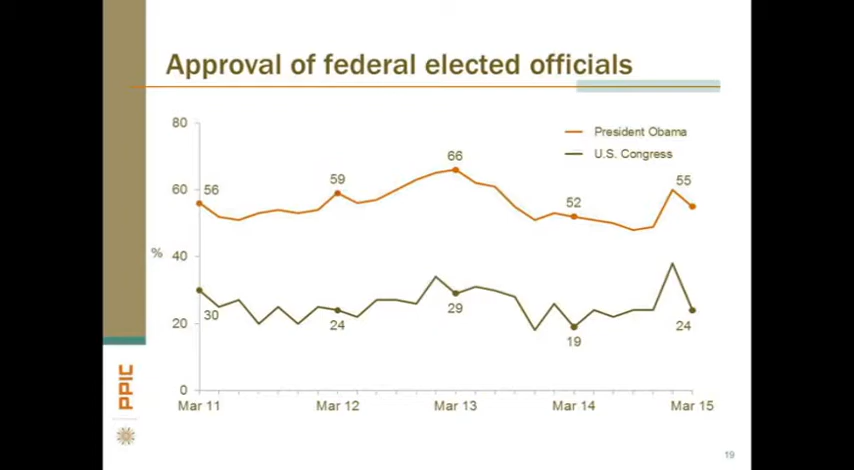 Approval of federal elected officials
80
60
40
20
0
%
President Obama
U.S. Congress
56
59
66
52
55
30
24
29
19
24
Mar 11
Mar 12
Mar 13
Mar 14
Mar 15
PPIC
19